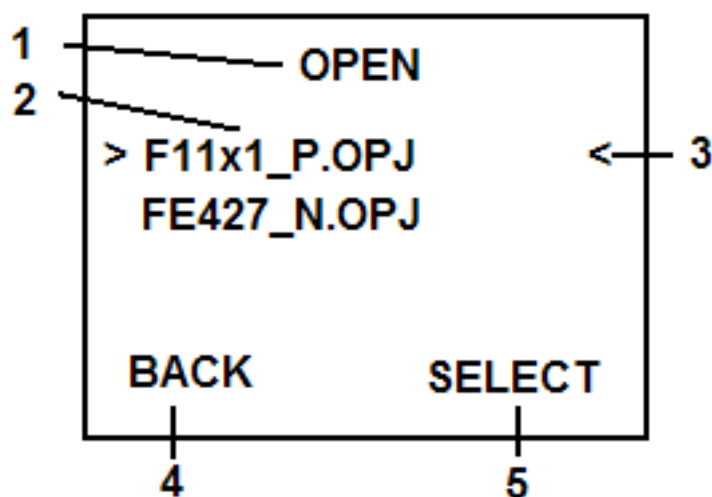 1
OPEN
2
> F11x1_P.OPJ < 3
FE427_N.OPJ
BACK SELECT
4 5